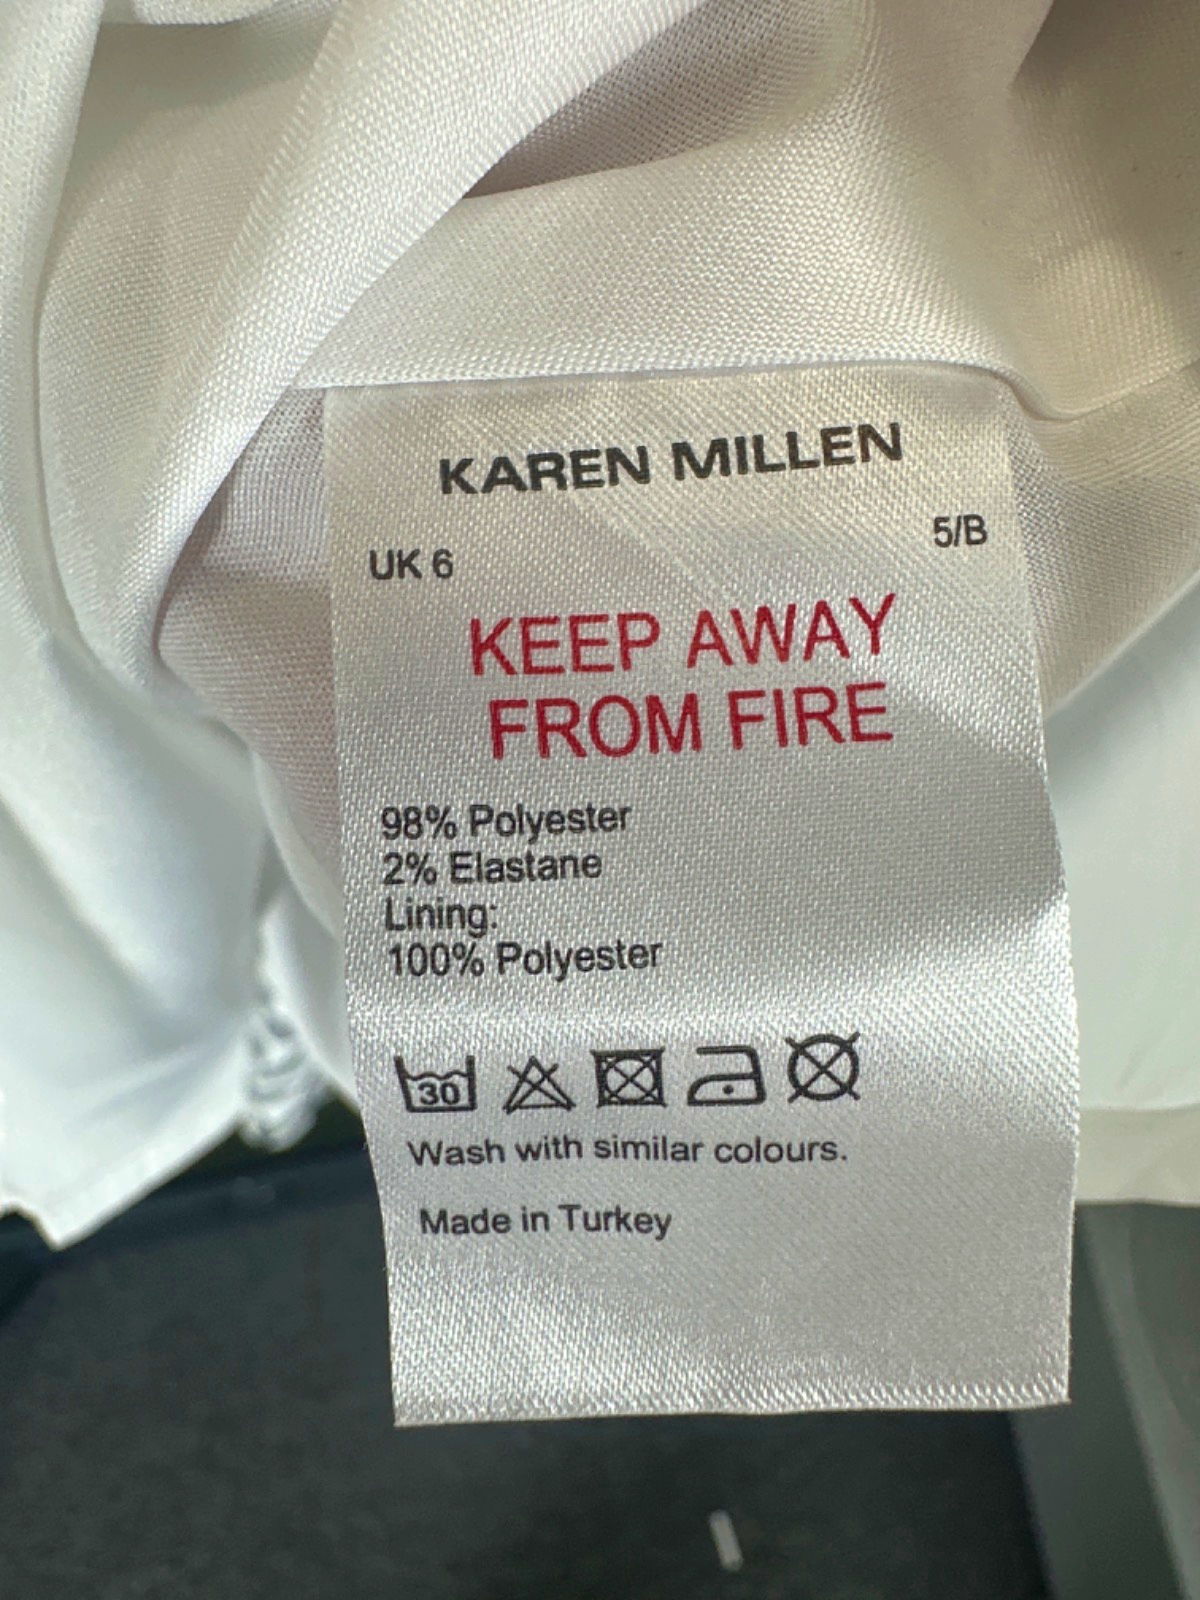 KAREN MILLEN
UK 6 5/B
KEEP AWAY
FROM FIRE
98% Polyester
2% Elastane
Lining:
100% Polyester
30
Wash with similar colours.
Made in Turkey